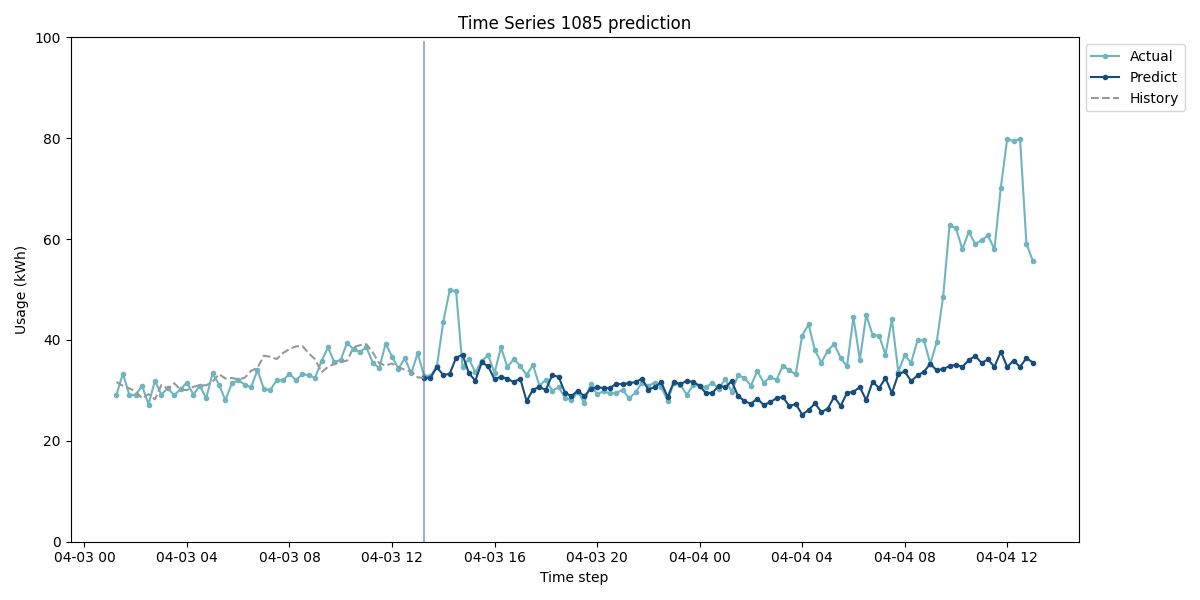 Time Series 1085 prediction
100
80
60
40
20
0
Usage (kWh)
04-03 00 04-03 04 04-03 08 04-03 12 04-03 16 04-03 20 04-04 00 04-04 04 04-04 08 04-04 12
Time step
Actual
Predict
History